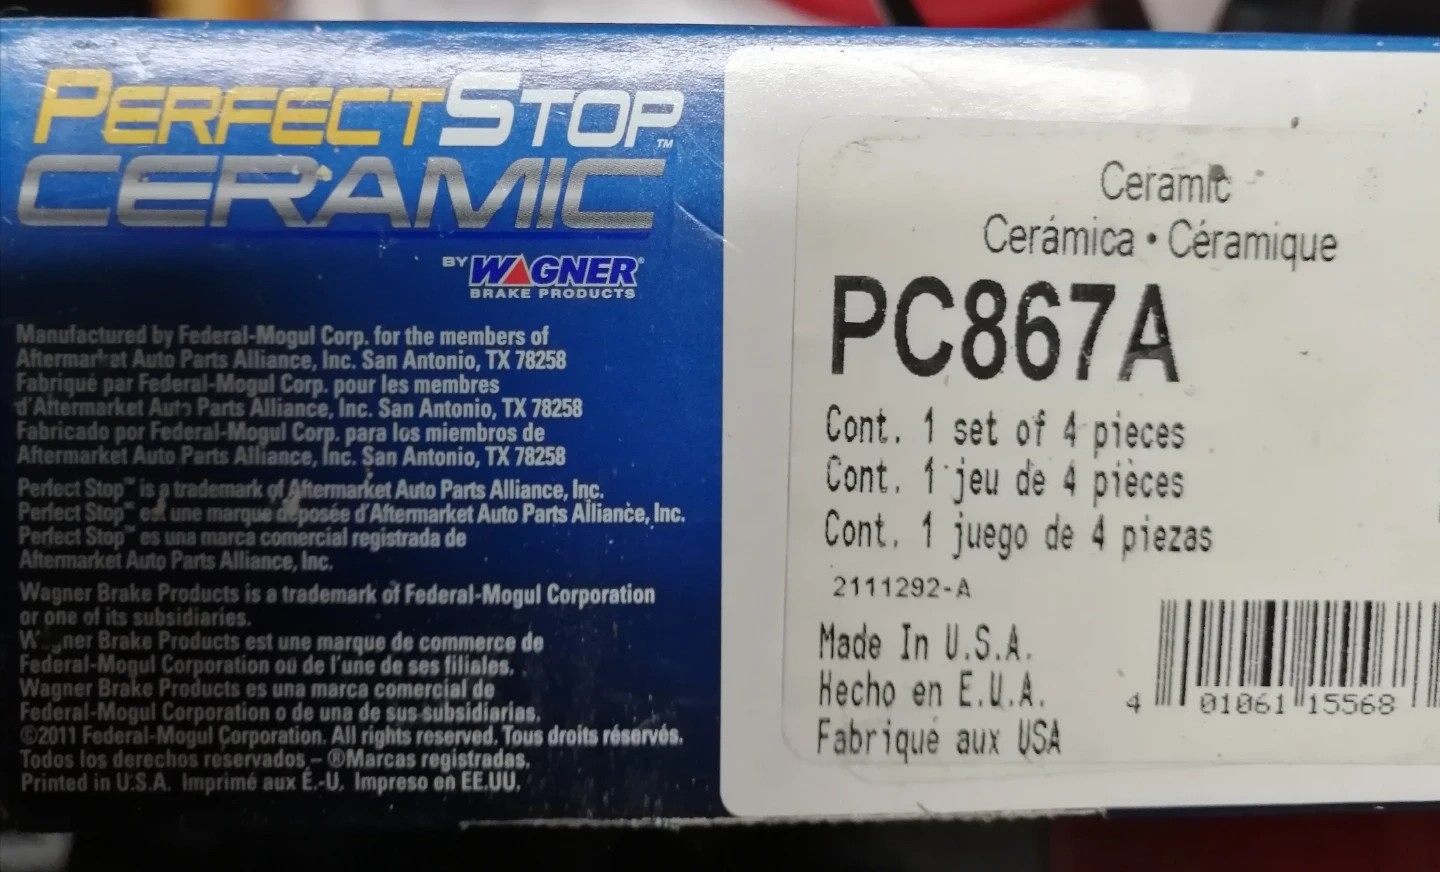 PERFECTSTOP™
CERAMIC
BY WAGNER®
BRAKE PRODUCTS
Manufactured by Federal-Mogul Corp. for the members of
Aftermarket Auto Parts Alliance, Inc. San Antonio, TX 78258
Fabriqué par Federal-Mogul Corp. pour les membres
d'Aftermarket Auto Parts Alliance, Inc. San Antonio, TX 78258
Fabricado por Federal-Mogul Corp. para los miembros de
Aftermarket Auto Parts Alliance, Inc. San Antonio, TX 78258
Perfect Stop™ is a trademark of Aftermarket Auto Parts Alliance, Inc.
Perfect Stop™ est une marque déposée d'Aftermarket Auto Parts Alliance, Inc.
Perfect Stop™ es una marca comercial registrada de
Aftermarket Auto Parts Alliance, Inc.
Wagner Brake Products is a trademark of Federal-Mogul Corporation
or one of its subsidiaries.
Wagner Brake Products est une marque de commerce de
Federal-Mogul Corporation ou de l'une de ses filiales.
Wagner Brake Products es una marca comercial de
Federal-Mogul Corporation o de una de sus subsidiarias.
©2011 Federal-Mogul Corporation. All rights reserved. Tous droits réservés.
Todos los derechos reservados – ®Marcas registradas.
Printed in U.S.A. Imprimé aux É.-U. Impreso en EE.UU.
Ceramic
Cerámica • Céramique
PC867A
Cont. 1 set of 4 pieces
Cont. 1 jeu de 4 pièces
Cont. 1 juego de 4 piezas
2111292-A
Made In U.S.A.
Hecho en E.U.A.
Fabriqué aux USA
4 01061 15568